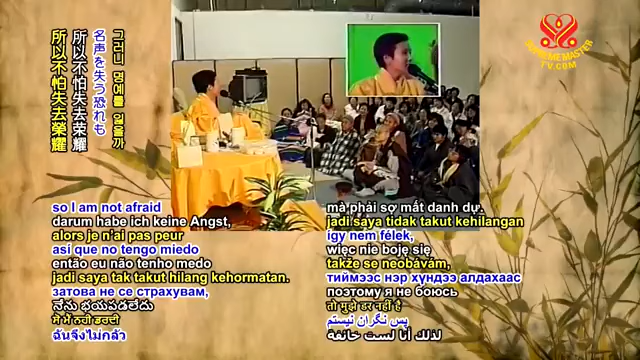 所以不怕失去榮耀
所以不怕失去荣耀
名声を失う恐れも
그러니 명예를 잃을까
SUPREME MASTER
TV.COM
so I am not afraid
darum habe ich keine Angst,
alors je n'ai pas peur
asi que no tengo miedo
então eu não tenho medo
jadi saya tak takut hilang kehormatan.
затова не се страхувам,
నేను భయపడలేదు
ਸੋ ਮੈਂ ਨਹੀਂ ਡਰਦੀ
ฉันจึงไม่กลัว
mà phải sợ mất danh dự.
jadi saya tidak takut kehilangan
így nem félek,
więc nie boję się
takže se neobávám,
тиймээс нэр хүндээ алдахаас
поэтому я не боюсь
तो मुझे डर नहीं है
پس نگران نیستم
لذلك أنا لست خائفة